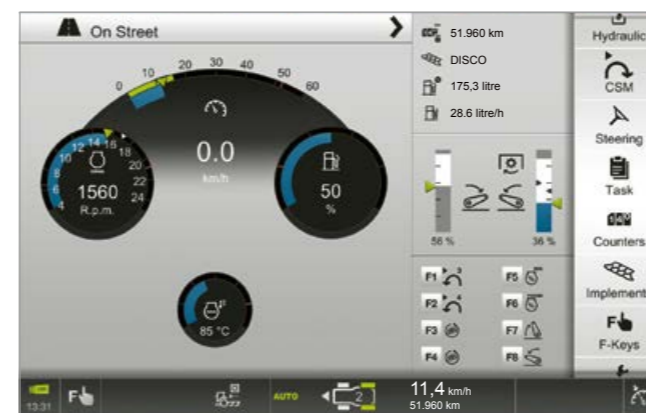 On Street
0 10 20 30 40 50 60
0.0
km/h
4 6 8 10 12 14 16 18 20 22 24
1560
R.p.m.
50
%
85 °C
51.960 km
DISCO
175,3 litre
28.6 litre/h
56 %
36 %
F1
F5
F2
F6
F3
F7
F4
F8
Hydraulic
CSM
Steering
Task
Counters
Implement
F
F-Keys
13:31
F
AUTO
2
11,4 km/h
51.960 km